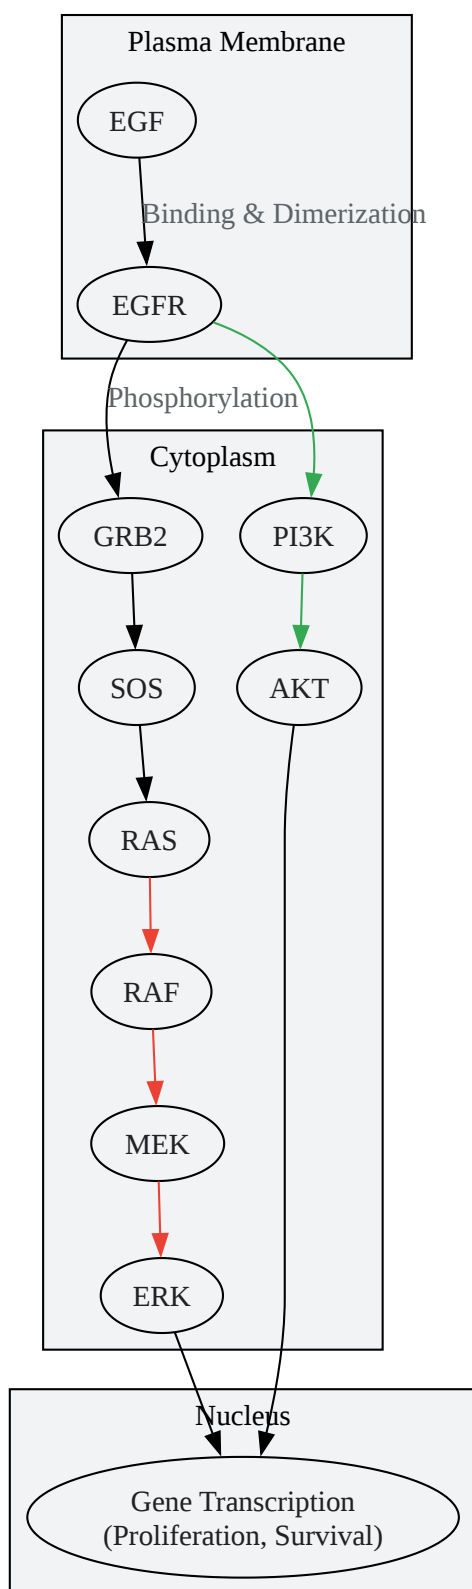 Plasma Membrane
EGF
Binding & Dimerization
EGFR
Phosphorylation
Cytoplasm
GRB2
PI3K
SOS
AKT
RAS
RAF
MEK
ERK
Nucleus
Gene Transcription
(Proliferation, Survival)